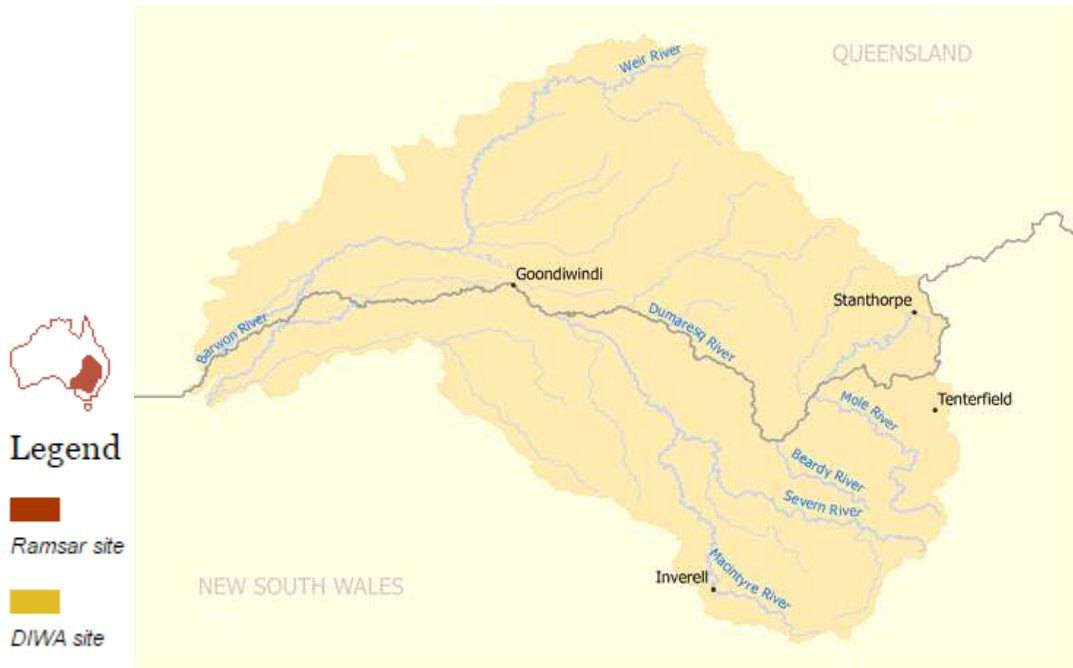 QUEENSLAND
Weir River
Goondiwindi
Stanthorpe
Barwon River
Dumaresq River
Mole River
Tenterfield
Legend
Beardy River
Severn River
Ramsar site
Macintyre River
Inverell
NEW SOUTH WALES
DIWA site